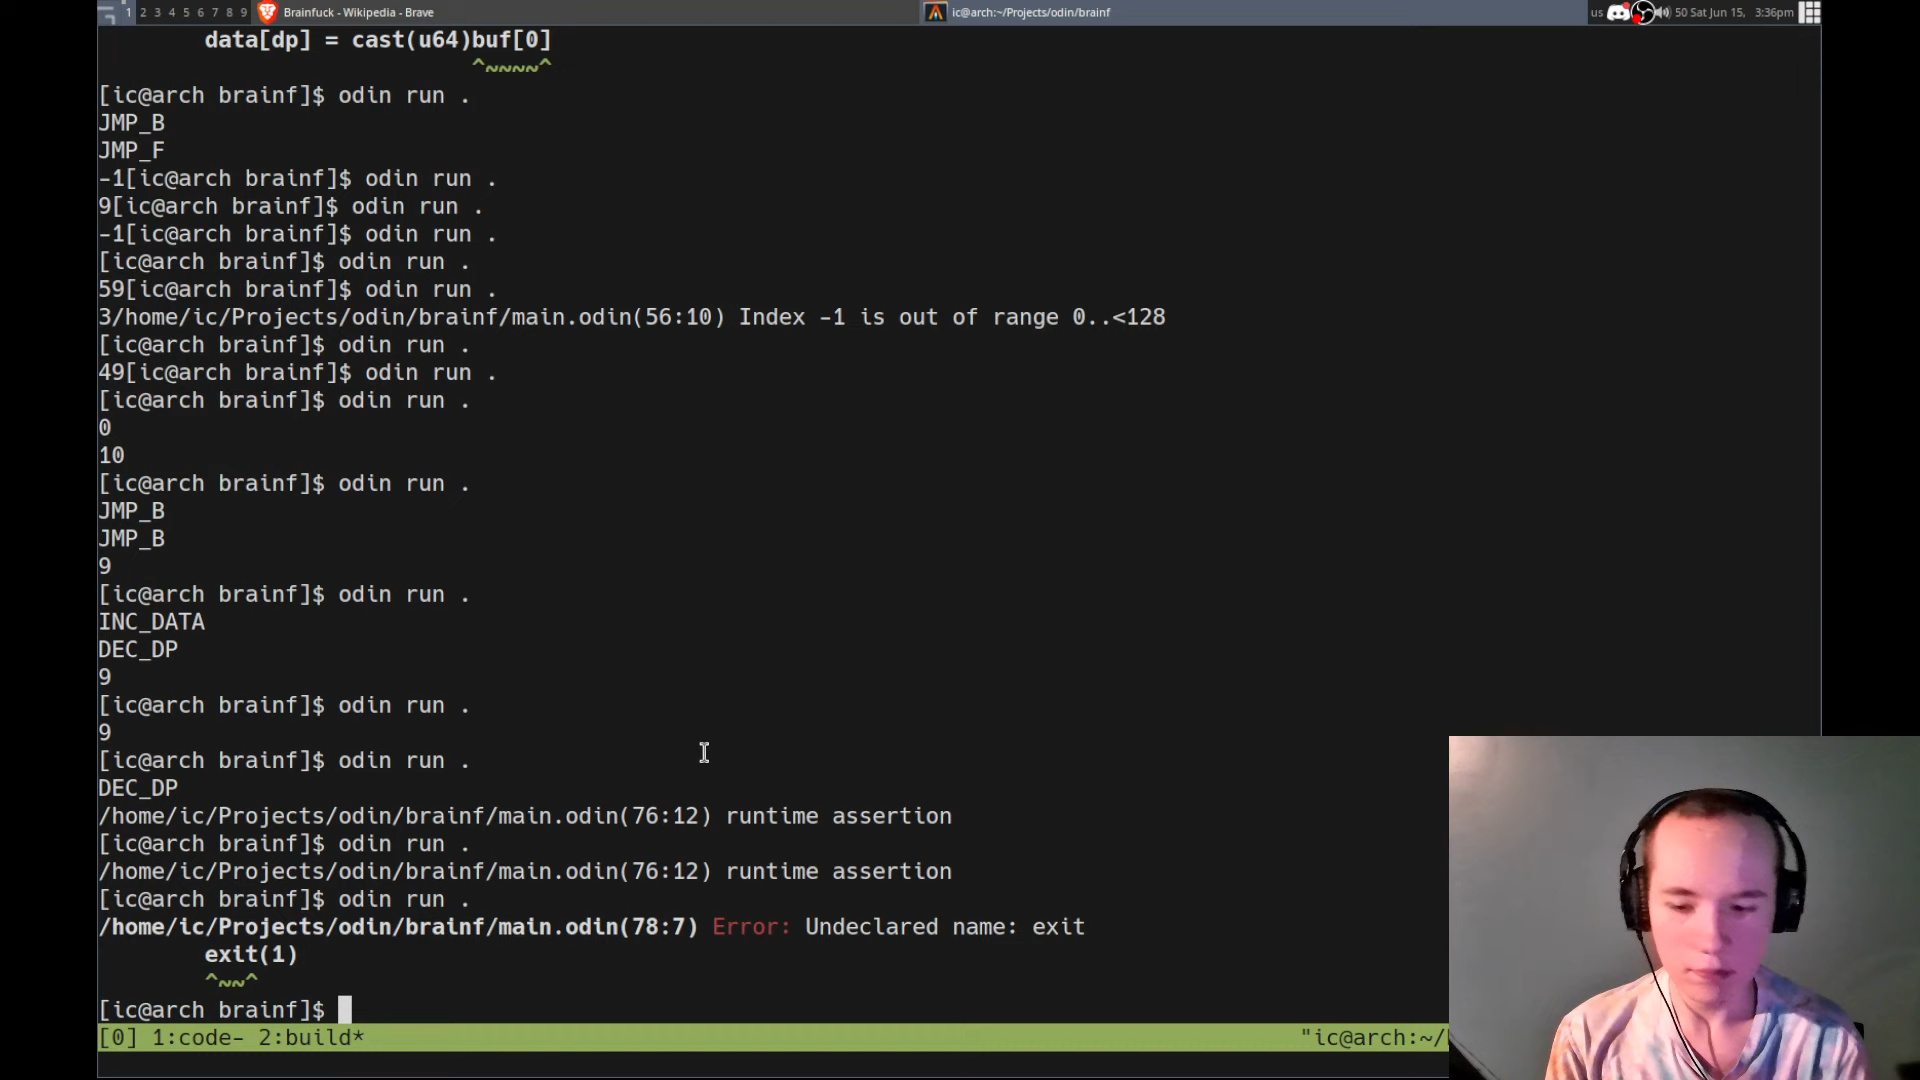 1 2 3 4 5 6 7 8 9 Brainfuck - Wikipedia - Brave ic@arch:~/Projects/odin/brainf us 50 Sat Jun 15, 3:36pm
data[dp] = cast(u64)buf[0]
^~~~~^
[ic@arch brainf]$ odin run .
JMP_B
JMP_F
-1[ic@arch brainf]$ odin run .
9[ic@arch brainf]$ odin run .
-1[ic@arch brainf]$ odin run .
[ic@arch brainf]$ odin run .
59[ic@arch brainf]$ odin run .
3/home/ic/Projects/odin/brainf/main.odin(56:10) Index -1 is out of range 0..<128
[ic@arch brainf]$ odin run .
49[ic@arch brainf]$ odin run .
[ic@arch brainf]$ odin run .
0
10
[ic@arch brainf]$ odin run .
JMP_B
JMP_B
9
[ic@arch brainf]$ odin run .
INC_DATA
DEC_DP
9
[ic@arch brainf]$ odin run .
9
[ic@arch brainf]$ odin run .
DEC_DP
/home/ic/Projects/odin/brainf/main.odin(76:12) runtime assertion
[ic@arch brainf]$ odin run .
/home/ic/Projects/odin/brainf/main.odin(76:12) runtime assertion
[ic@arch brainf]$ odin run .
/home/ic/Projects/odin/brainf/main.odin(78:7) Error: Undeclared name: exit
exit(1)
^~~^
[ic@arch brainf]$
[0] 1:code- 2:build* "ic@arch:~/